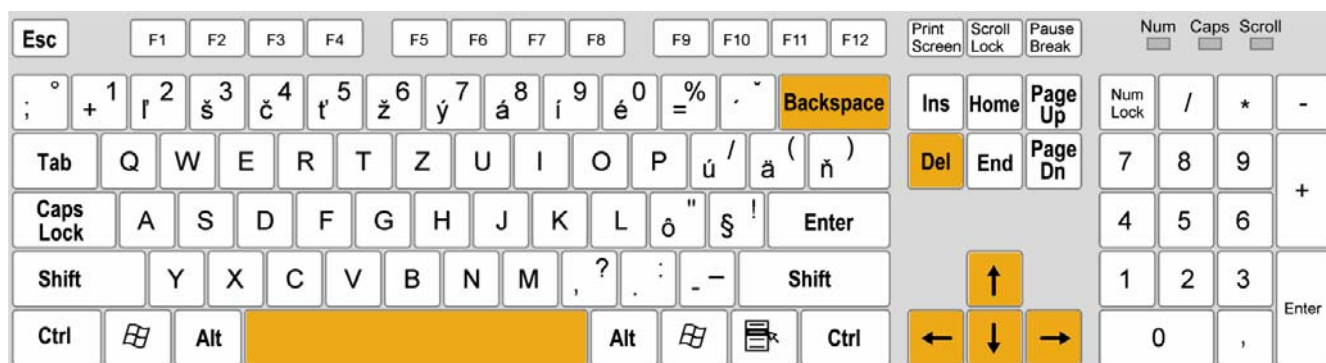 Esc F1 F2 F3 F4 F5 F6 F7 F8 F9 F10 F11 F12 Print Screen Scroll Lock Pause Break Num Caps Scroll
; ° + 1 ľ 2 š 3 č 4 ť 5 ž 6 ý 7 á 8 í 9 é 0 = % ´ ˇ Backspace Ins Home Page Up Num Lock / * -
Tab Q W E R T Z U I O P ú / ä ( ň ) Del End Page Dn 7 8 9 +
Caps Lock A S D F G H J K L ô " § ! Enter 4 5 6
Shift Y X C V B N M , ? . : - _ Shift ↑ 1 2 3 Enter
Ctrl Alt Alt Ctrl ← ↓ → 0 ,